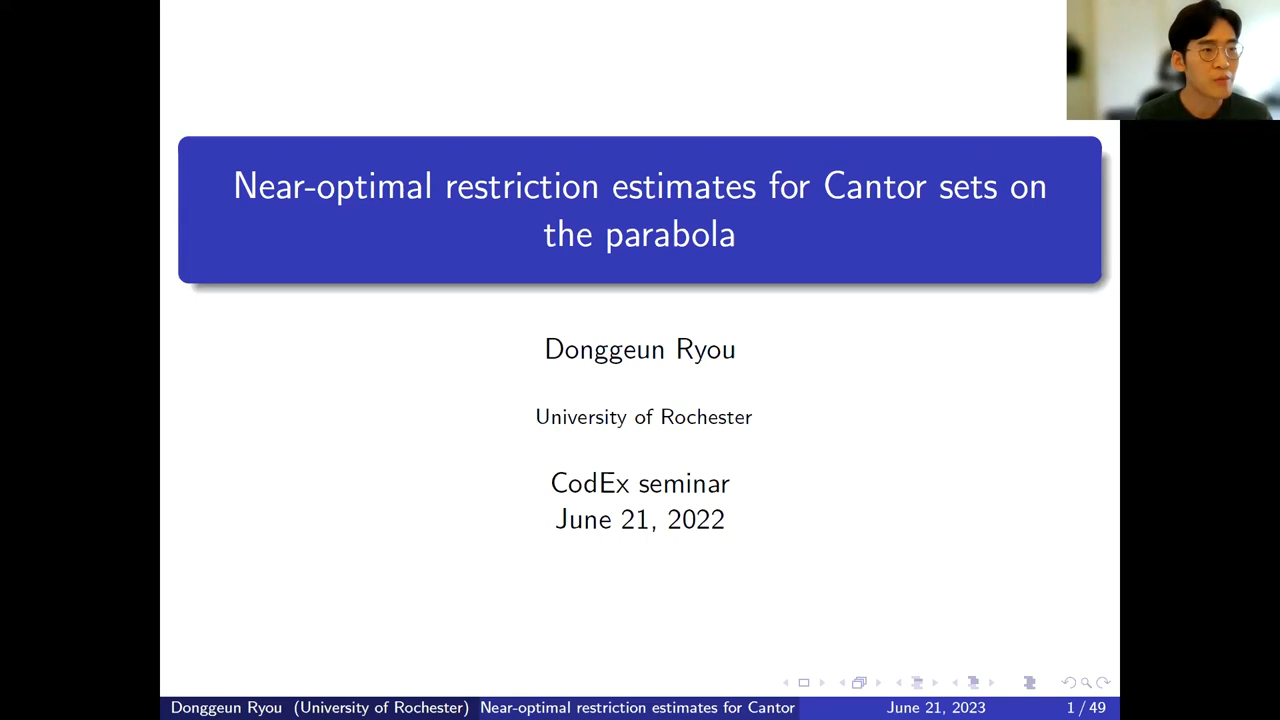 Near-optimal restriction estimates for Cantor sets on
the parabola
Donggeun Ryou
University of Rochester
CodEx seminar
June 21, 2022
Donggeun Ryou (University of Rochester) Near-optimal restriction estimates for Cantor June 21, 2023 1 / 49